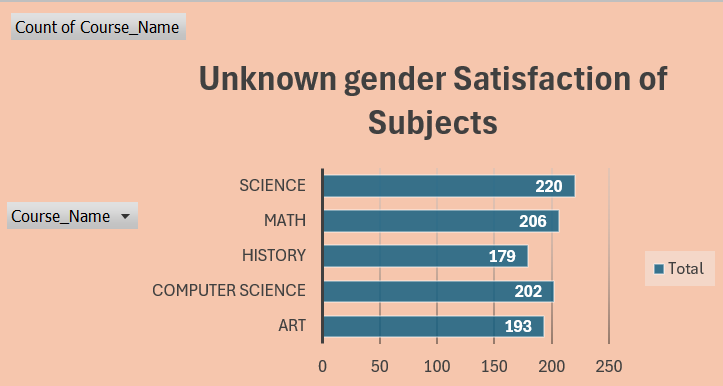 Count of Course_Name
Unknown gender Satisfaction of
Subjects
SCIENCE 220
MATH 206
Course_Name
HISTORY 179
Total
COMPUTER SCIENCE 202
ART 193
0 50 100 150 200 250